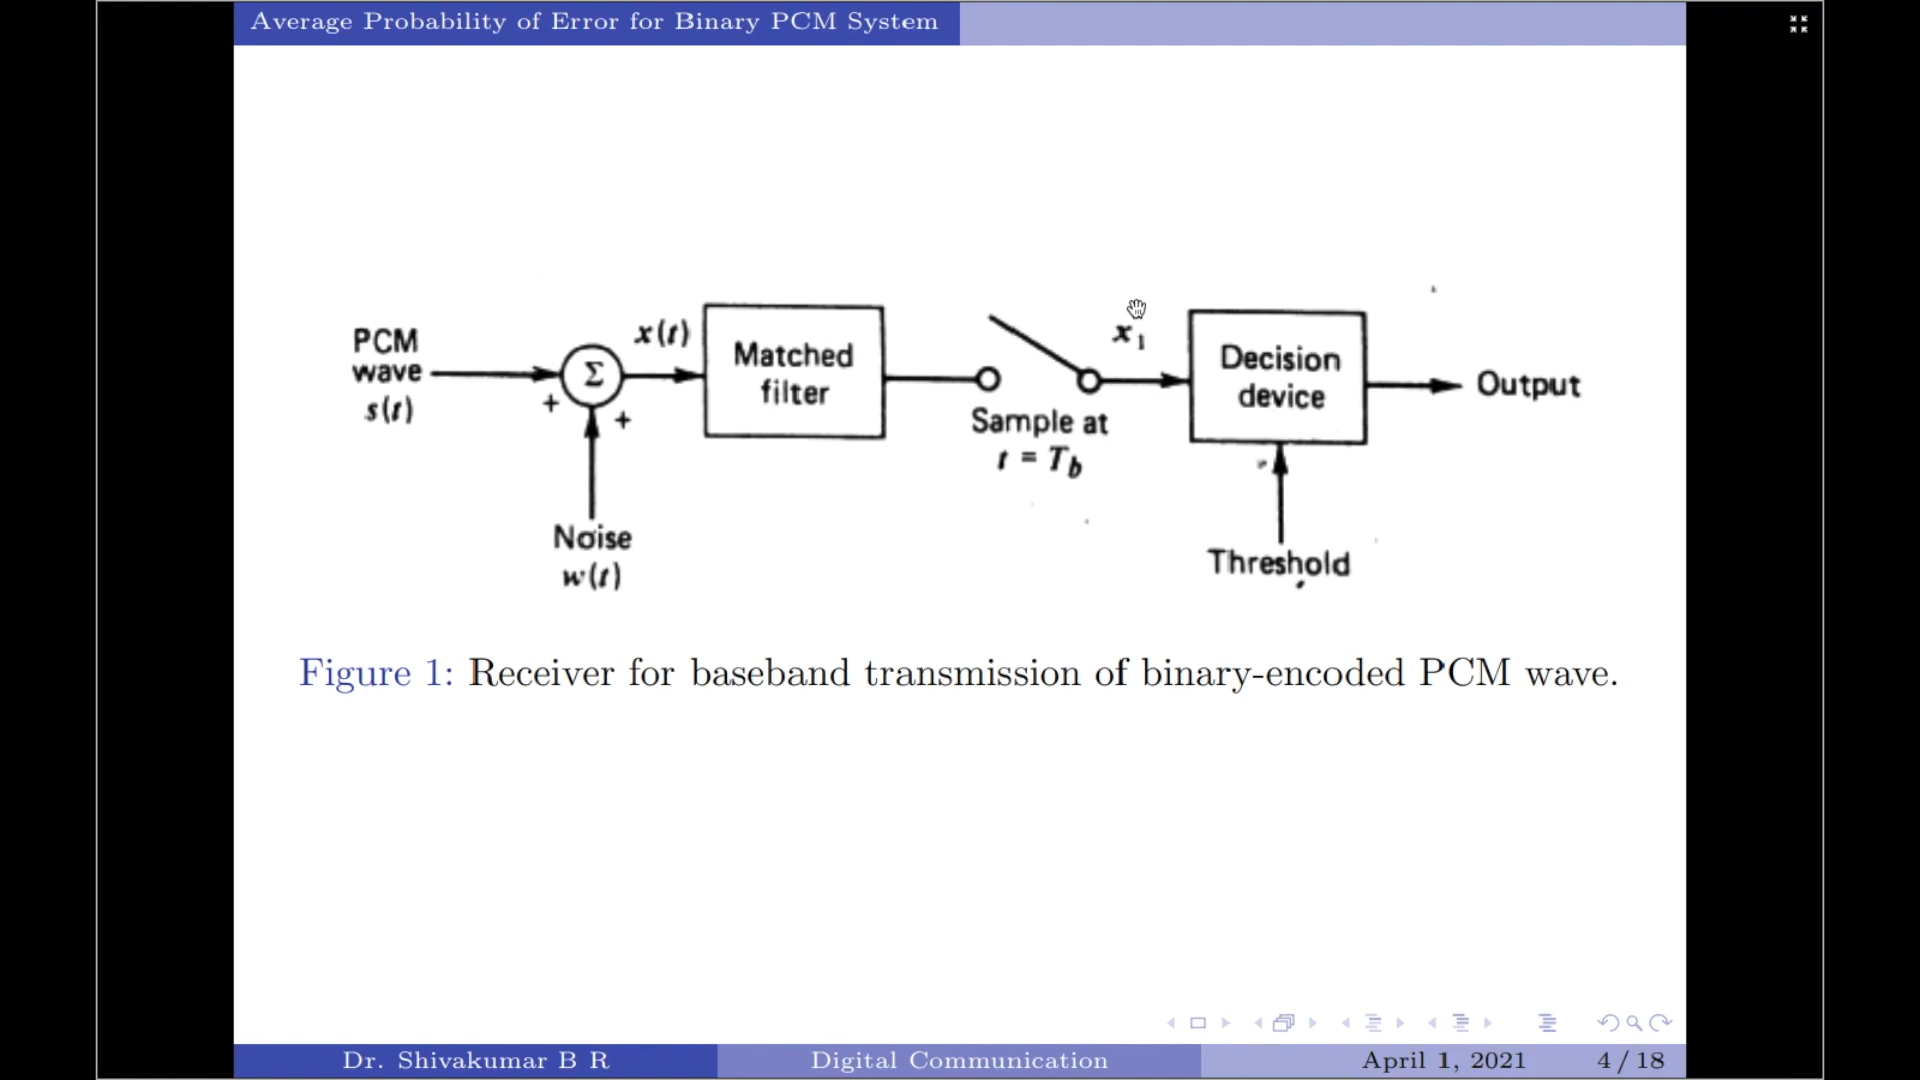 Average Probability of Error for Binary PCM System
PCM
wave
s(t)
+
+
Σ
x(t)
Noise
w(t)
Matched
filter
Sample at
t = T_b
x_1
Decision
device
Threshold
Output
Figure 1: Receiver for baseband transmission of binary-encoded PCM wave.
Dr. Shivakumar B R
Digital Communication
April 1, 2021
4 / 18